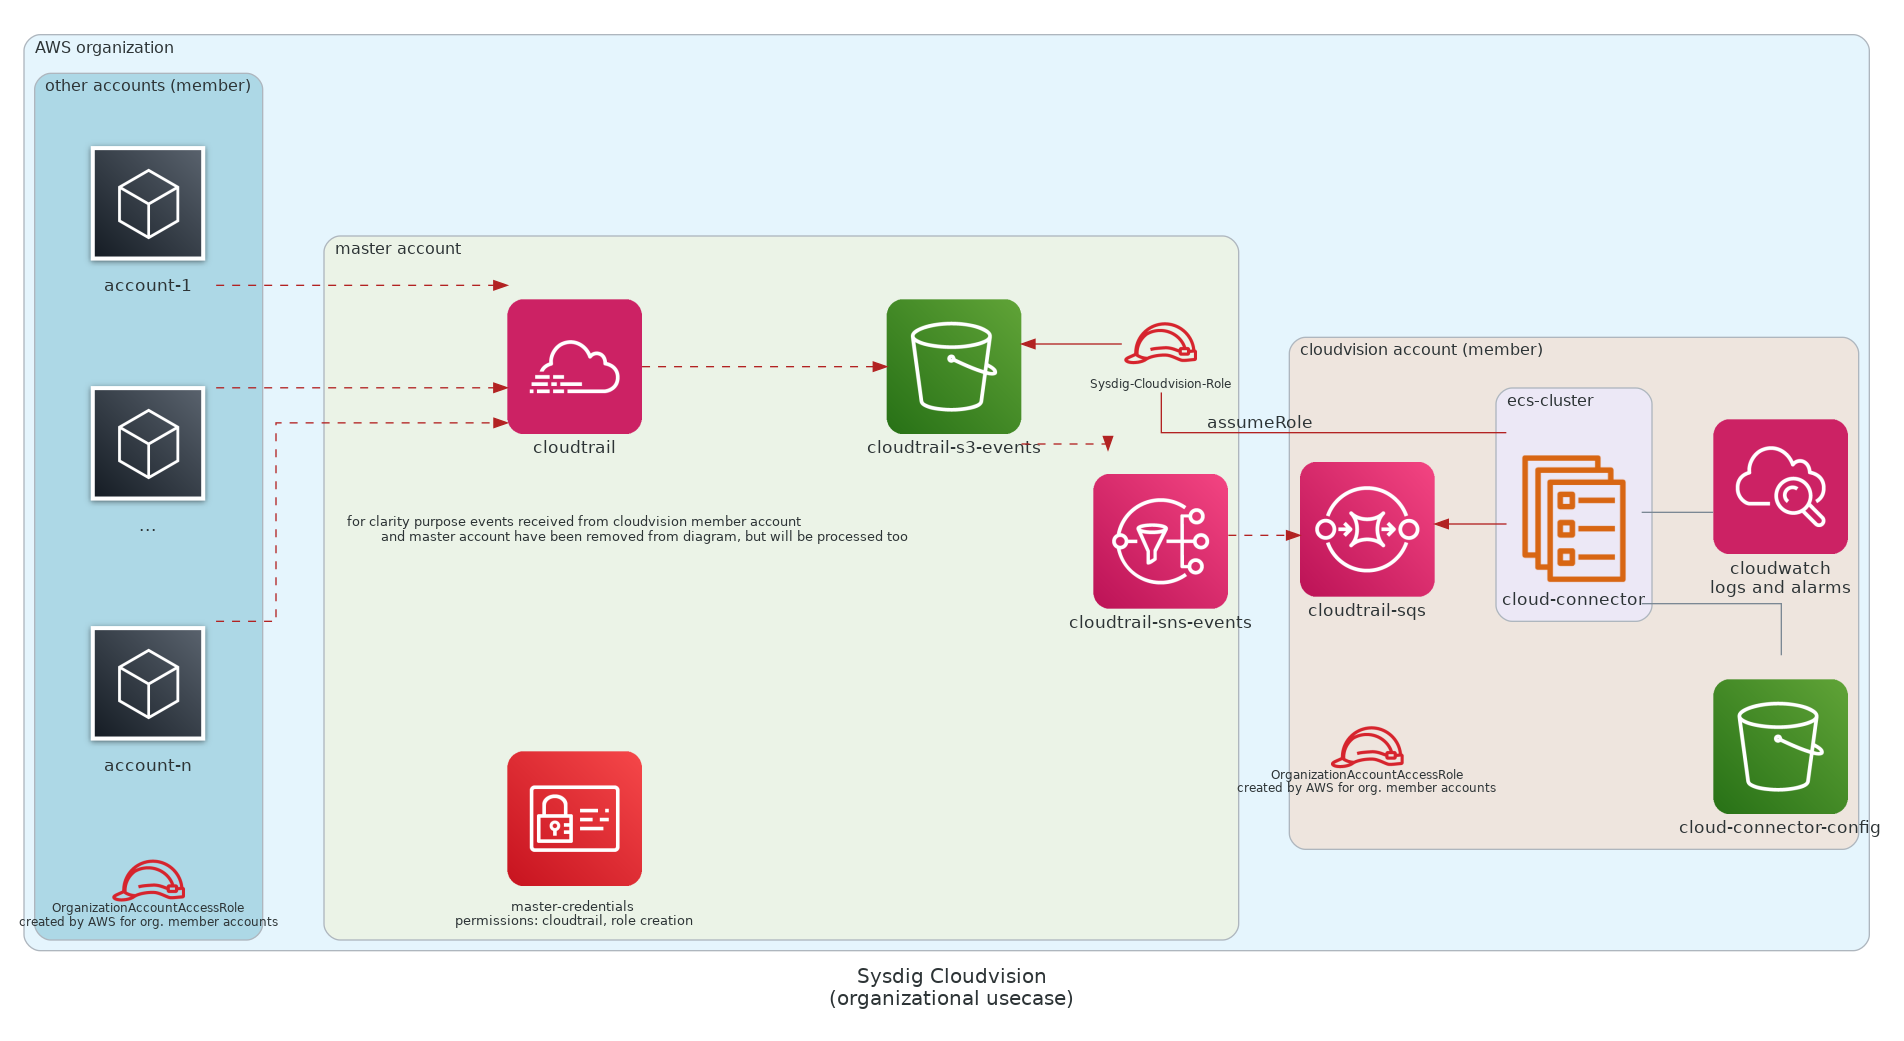 AWS organization
other accounts (member)
account-1
...
account-n
OrganizationAccountAccessRole
created by AWS for org. member accounts
master account
cloudtrail
cloudtrail-s3-events
Sysdig-Cloudvision-Role
assumeRole
for clarity purpose events received from cloudvision member account
and master account have been removed from diagram, but will be processed too
cloudtrail-sns-events
master-credentials
permissions: cloudtrail, role creation
cloudvision account (member)
ecs-cluster
cloudtrail-sqs
cloud-connector
cloudwatch
logs and alarms
OrganizationAccountAccessRole
created by AWS for org. member accounts
cloud-connector-config
Sysdig Cloudvision
(organizational usecase)